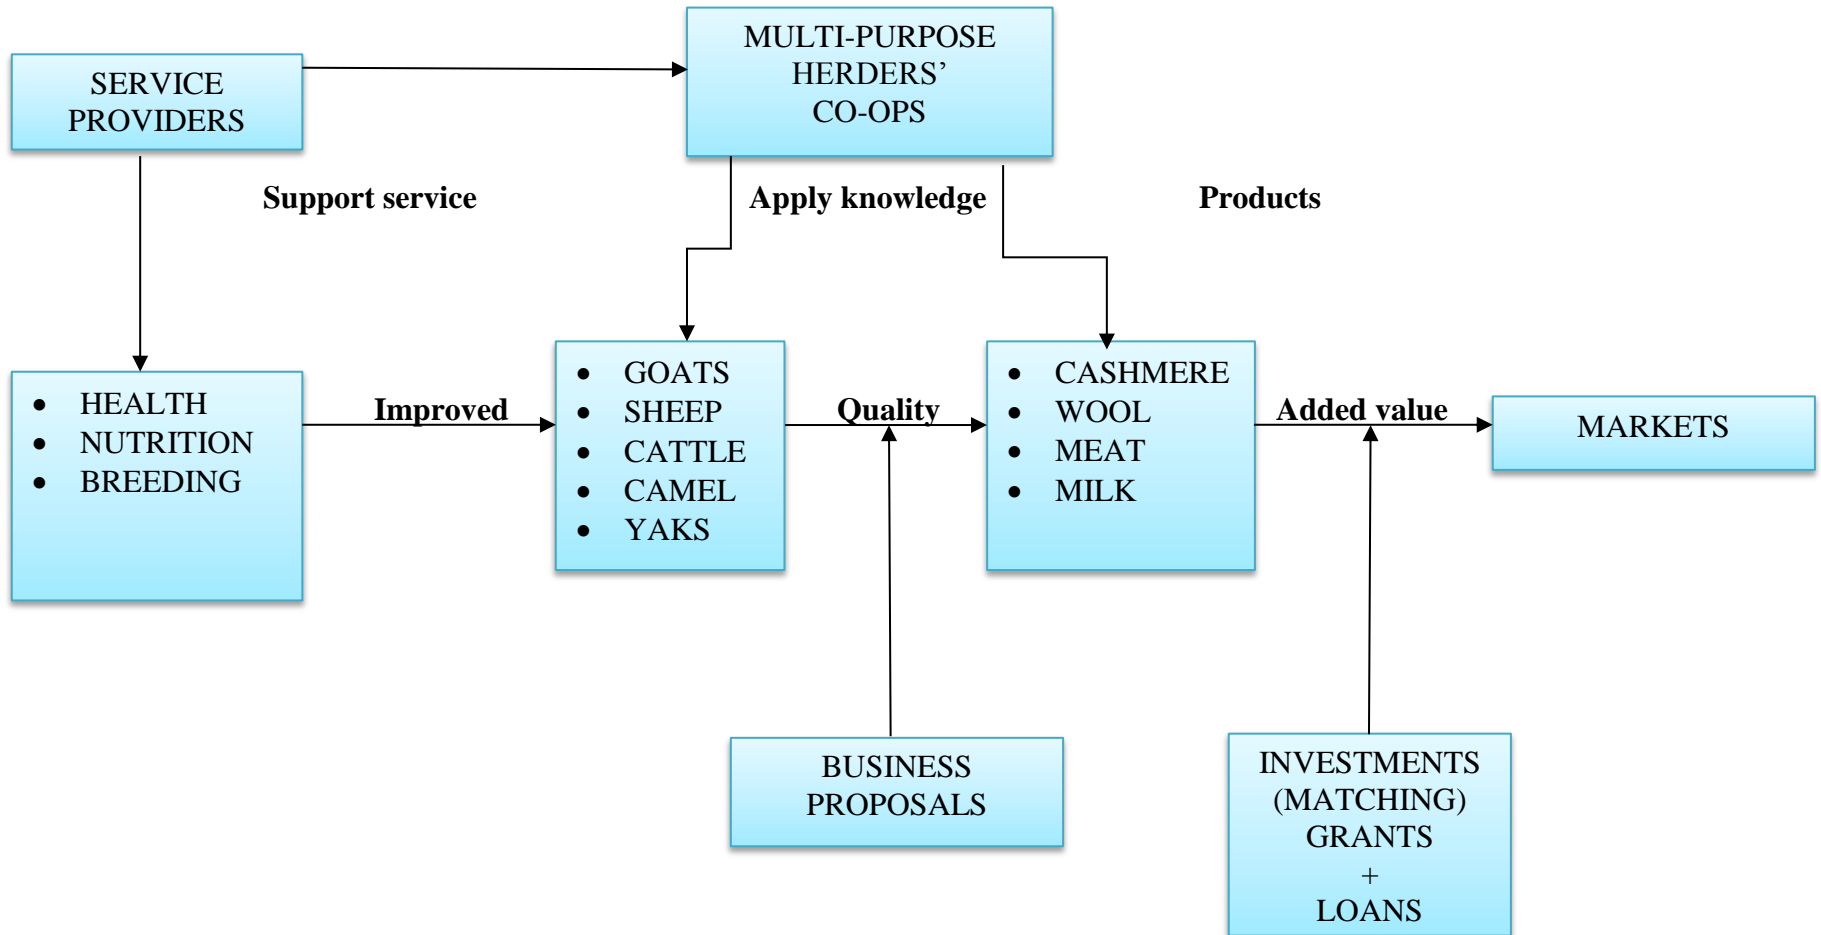 SERVICE
PROVIDERS
MULTI-PURPOSE
HERDERS’
CO-OPS
Support service
Apply knowledge
Products
• HEALTH
• NUTRITION
• BREEDING
Improved
• GOATS
• SHEEP
• CATTLE
• CAMEL
• YAKS
Quality
• CASHMERE
• WOOL
• MEAT
• MILK
Added value
MARKETS
BUSINESS
PROPOSALS
INVESTMENTS
(MATCHING)
GRANTS
+
LOANS